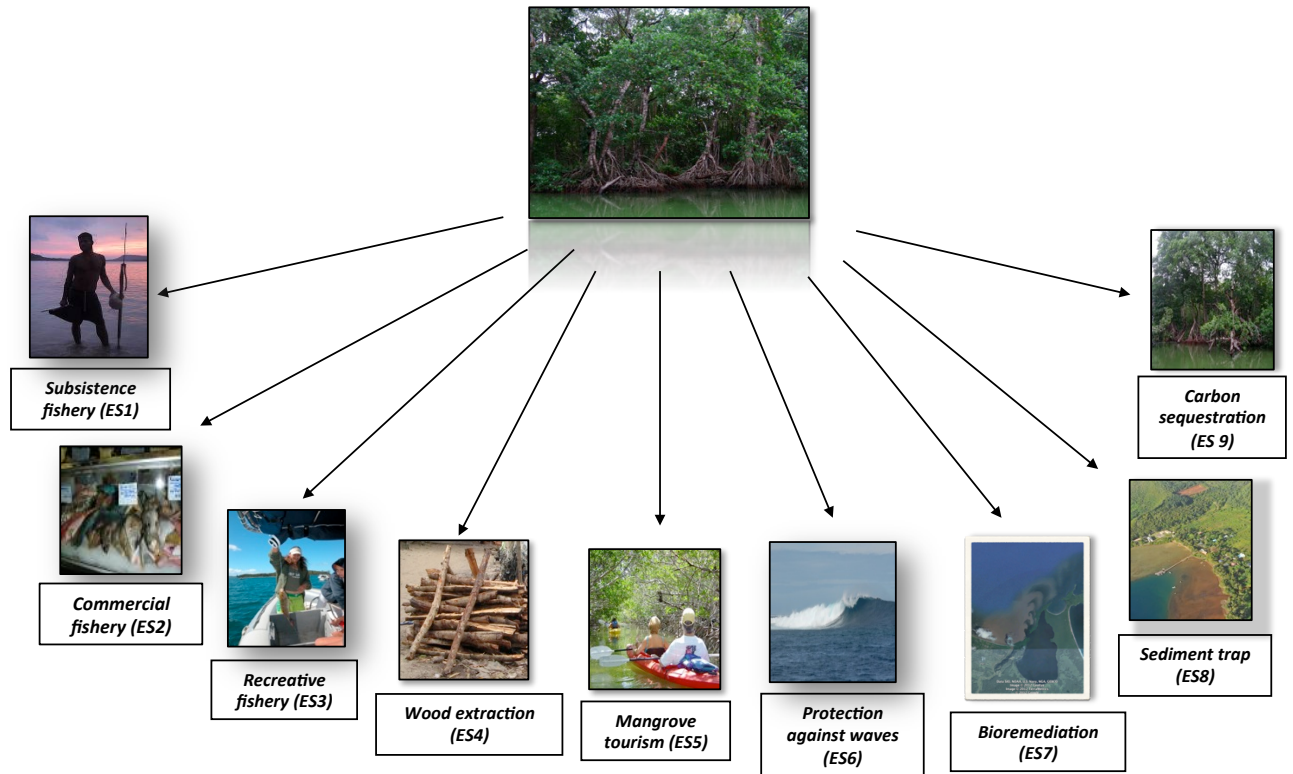 Subsistence
fishery (ES1)
Commercial
fishery (ES2)
Recreative
fishery (ES3)
Wood extraction
(ES4)
Mangrove
tourism (ES5)
Protection
against waves
(ES6)
Bioremediation
(ES7)
Sediment trap
(ES8)
Carbon
sequestration
(ES 9)